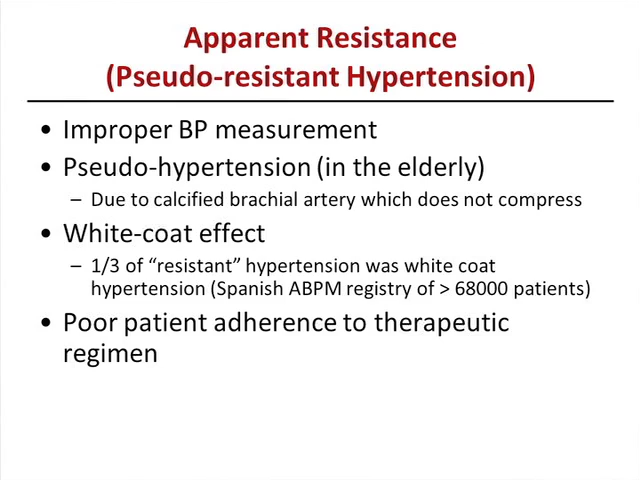 Apparent Resistance
(Pseudo-resistant Hypertension)
• Improper BP measurement
• Pseudo-hypertension (in the elderly)
– Due to calcified brachial artery which does not compress
• White-coat effect
– 1/3 of “resistant” hypertension was white coat
hypertension (Spanish ABPM registry of > 68000 patients)
• Poor patient adherence to therapeutic
regimen